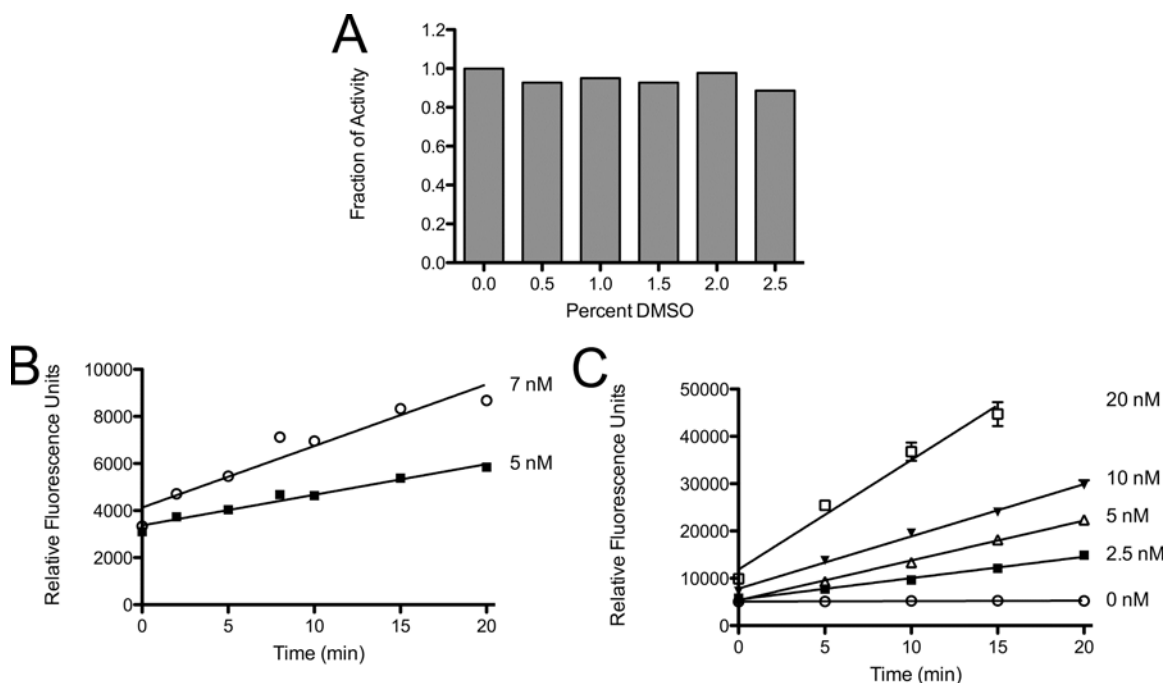 A
Fraction of Activity
1.2
1.0
0.8
0.6
0.4
0.2
0.0
0.0 0.5 1.0 1.5 2.0 2.5
Percent DMSO
B
Relative Fluorescence Units
10000
8000
6000
4000
2000
0
0 5 10 15 20
Time (min)
7 nM
5 nM
C
Relative Fluorescence Units
50000
40000
30000
20000
10000
0
0 5 10 15 20
Time (min)
20 nM
10 nM
5 nM
2.5 nM
0 nM